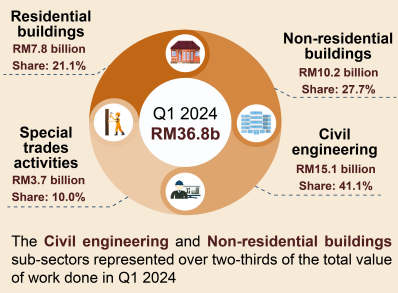 Residential
buildings
RM7.8 billion
Share: 21.1%
Non-residential
buildings
RM10.2 billion
Share: 27.7%
Q1 2024
RM36.8b
Special
trades
activities
RM3.7 billion
Share: 10.0%
Civil
engineering
RM15.1 billion
Share: 41.1%
The Civil engineering and Non-residential buildings
sub-sectors represented over two-thirds of the total value
of work done in Q1 2024